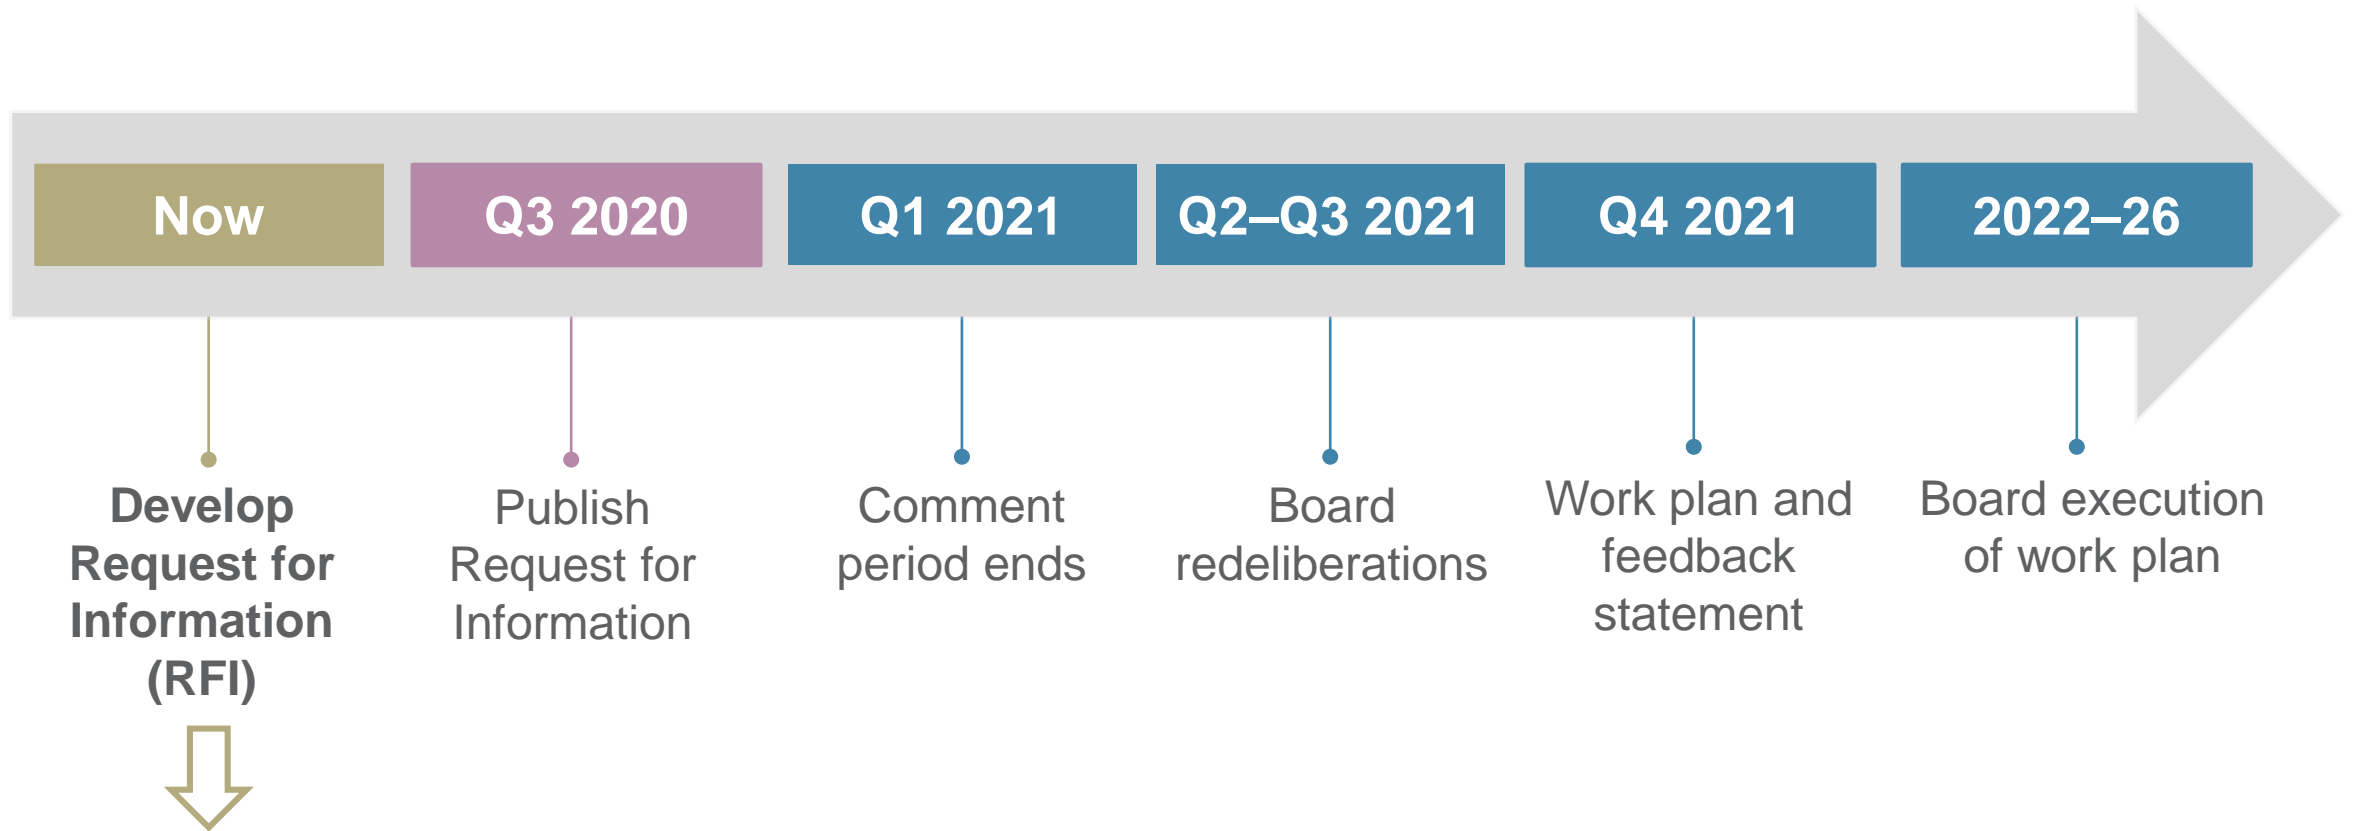 Now
Q3 2020
Q1 2021
Q2–Q3 2021
Q4 2021
2022–26
Develop
Request for
Information
(RFI)
Publish
Request for
Information
Comment
period ends
Board
redeliberations
Work plan and
feedback
statement
Board execution
of work plan